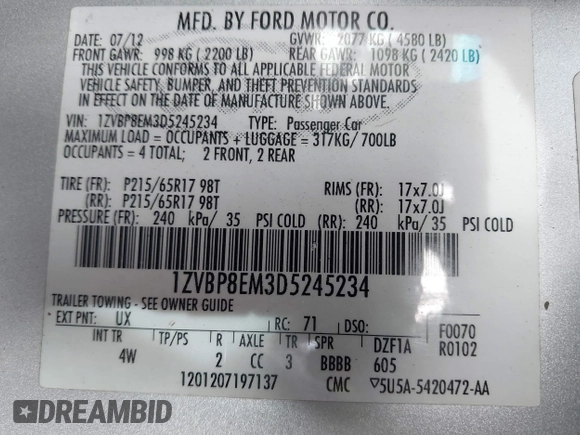 MFD. BY FORD MOTOR CO.
DATE: 07/12 GVWR: 2077 KG (4580 LB)
FRONT GAWR: 998 KG (2200 LB) REAR GAWR: 1098 KG (2420 LB)
THIS VEHICLE CONFORMS TO ALL APPLICABLE FEDERAL MOTOR
VEHICLE SAFETY, BUMPER, AND THEFT PREVENTION STANDARDS
IN EFFECT ON THE DATE OF MANUFACTURE SHOWN ABOVE.
VIN: 1ZVBP8EM3D5245234 TYPE: Passenger Car
MAXIMUM LOAD = OCCUPANTS + LUGGAGE = 317KG/700LB
OCCUPANTS = 4 TOTAL; 2 FRONT, 2 REAR
TIRE (FR): P215/65R17 98T RIMS (FR): 17x7.0J
(RR): P215/65R17 98T (RR): 17x7.0J
PRESSURE (FR): 240 kPa/ 35 PSI COLD (RR): 240 kPa/ 35 PSI COLD
1ZVBP8EM3D5245234
TRAILER TOWING - SEE OWNER GUIDE
EXT PNT: UX RC: 71 DSO: F0070
INT TR TP/PS R AXLE TR SPR DZF1A R0102
4W 2 CC 3 BBBB 605
1201207197137 CMC ▽5U5A-5420472-AA
DREAMBID